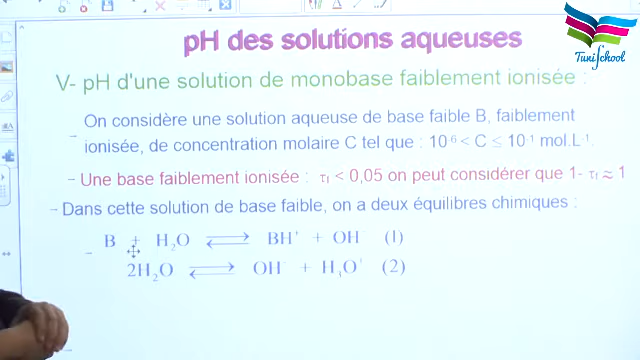 pH des solutions aqueuses
TuniSchool
V- pH d'une solution de monobase faiblement ionisée :
– On considère une solution aqueuse de base faible B, faiblement
ionisée, de concentration molaire C tel que : 10⁻⁶ < C ≤ 10⁻¹ mol.L⁻¹.
– Une base faiblement ionisée : τf < 0,05 on peut considérer que 1- τf ≈ 1
– Dans cette solution de base faible, on a deux équilibres chimiques :
– B + H₂O ⇌ BH⁺ + OH⁻ (1)
2H₂O ⇌ OH⁻ + H₃O⁺ (2)